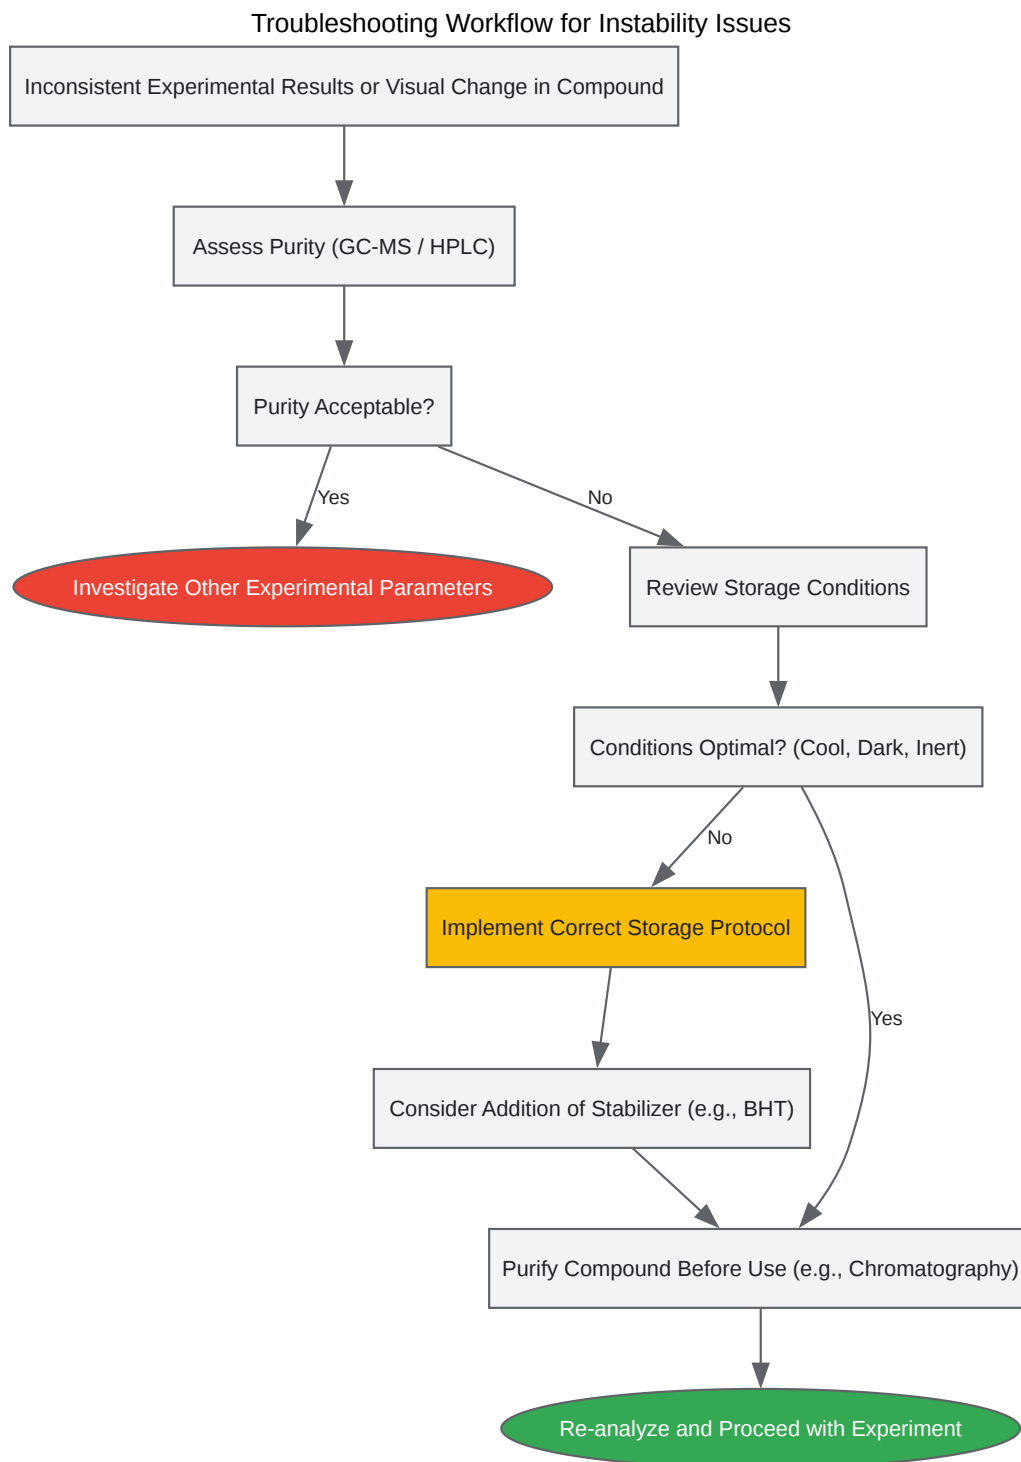 Troubleshooting Workflow for Instability Issues
Inconsistent Experimental Results or Visual Change in Compound
Assess Purity (GC-MS / HPLC)
Purity Acceptable?
Yes
No
Investigate Other Experimental Parameters
Review Storage Conditions
Conditions Optimal? (Cool, Dark, Inert)
No
Implement Correct Storage Protocol
Yes
Consider Addition of Stabilizer (e.g., BHT)
Purify Compound Before Use (e.g., Chromatography)
Re-analyze and Proceed with Experiment